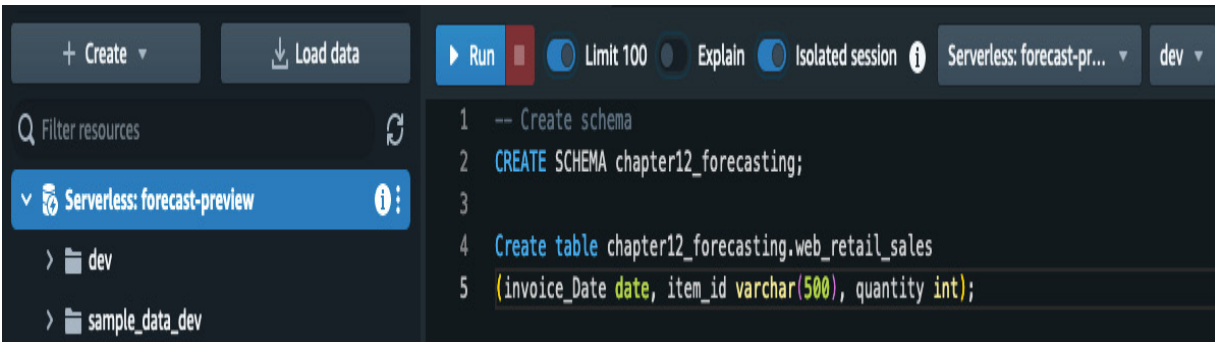 + Create
Load data
Run
Limit 100
Explain
Isolated session
Serverless: forecast-pr...
dev
Filter resources
Serverless: forecast-preview
dev
sample_data_dev
1 -- Create schema
2 CREATE SCHEMA chapter12_forecasting;
3
4 Create table chapter12_forecasting.web_retail_sales
5 (invoice_Date date, item_id varchar(500), quantity int);